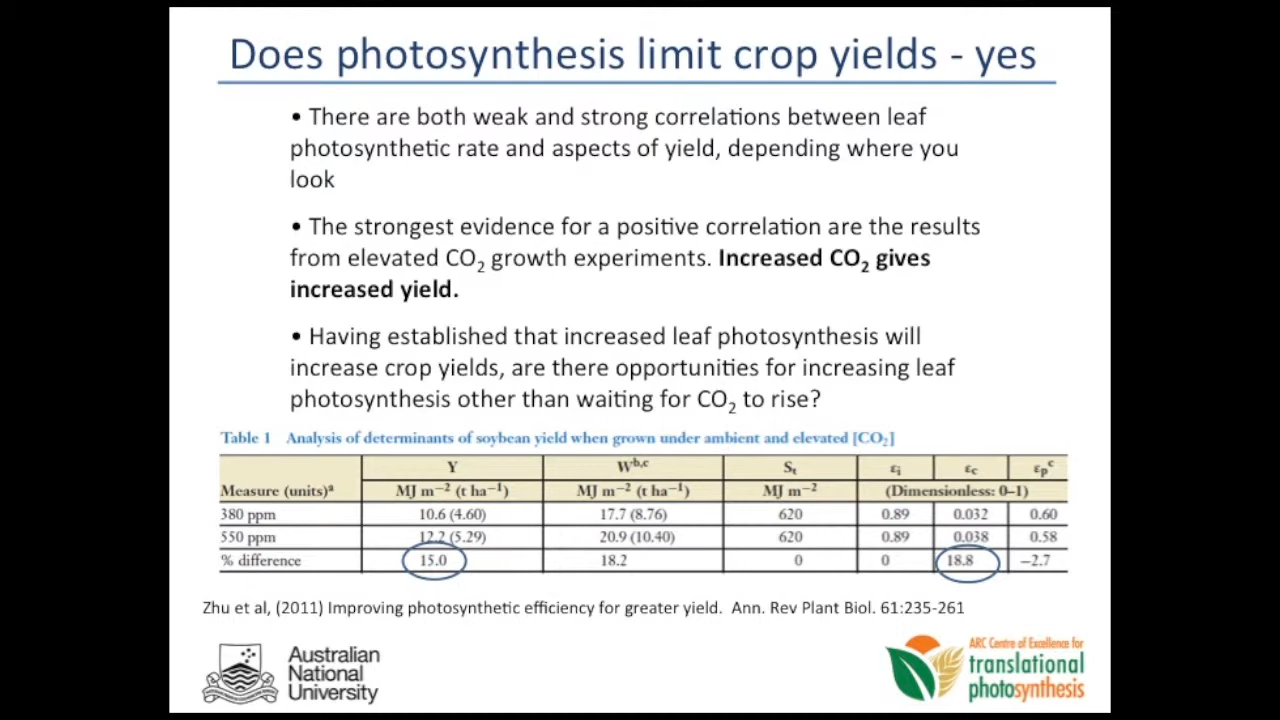 Does photosynthesis limit crop yields - yes
• There are both weak and strong correlations between leaf
photosynthetic rate and aspects of yield, depending where you
look
• The strongest evidence for a positive correlation are the results
from elevated CO₂ growth experiments. Increased CO₂ gives
increased yield.
• Having established that increased leaf photosynthesis will
increase crop yields, are there opportunities for increasing leaf
photosynthesis other than waiting for CO₂ to rise?
Table 1 Analysis of determinants of soybean yield when grown under ambient and elevated [CO₂]
Y Wᵇ,ᶜ Sₜ εᵢ εc εₚᶜ
Measure (units)ᵃ MJ m⁻² (t ha⁻¹) MJ m⁻² (t ha⁻¹) MJ m⁻² (Dimensionless: 0–1)
380 ppm 10.6 (4.60) 17.7 (8.76) 620 0.89 0.032 0.60
550 ppm 12.2 (5.29) 20.9 (10.40) 620 0.89 0.038 0.58
% difference 15.0 18.2 0 0 18.8 −2.7
Zhu et al, (2011) Improving photosynthetic efficiency for greater yield. Ann. Rev Plant Biol. 61:235-261
Australian
National
University
ARC Centre of Excellence for
translational
photosynthesis